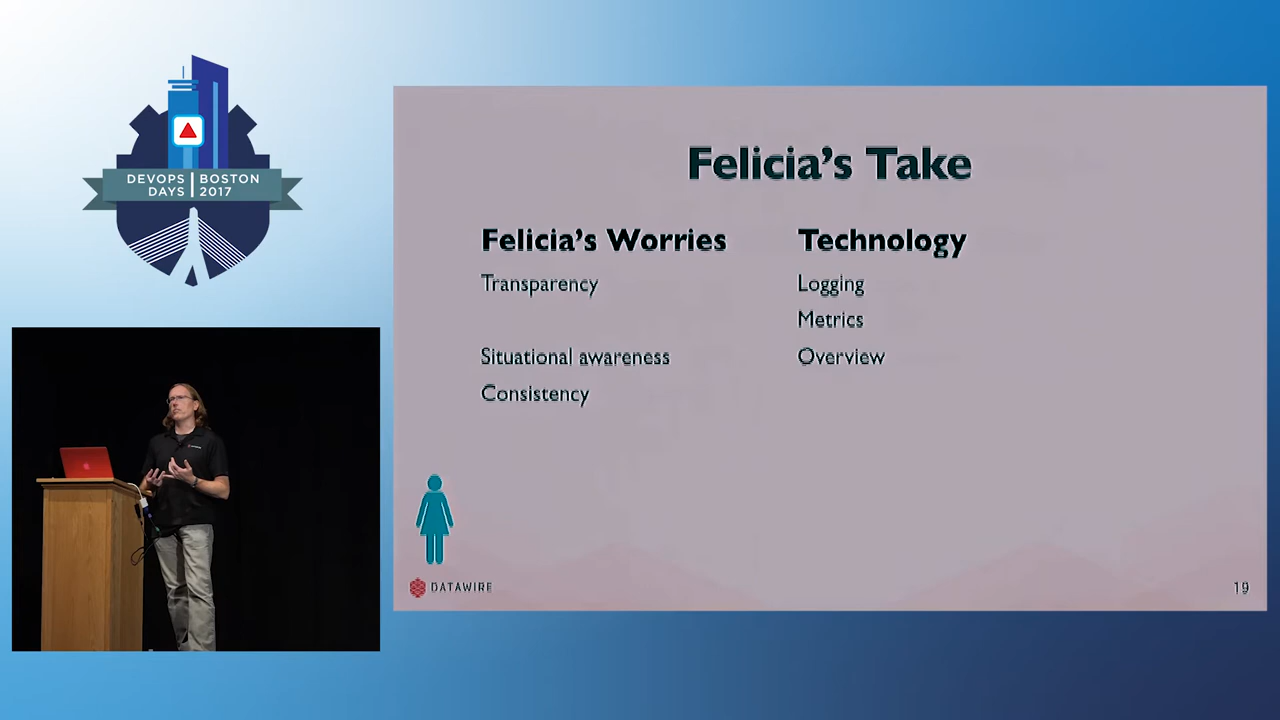 DEVOPS BOSTON
DAYS 2017
Felicia's Take
Felicia's Worries
Technology
Transparency
Logging
Metrics
Situational awareness
Overview
Consistency
DATAWIRE
19